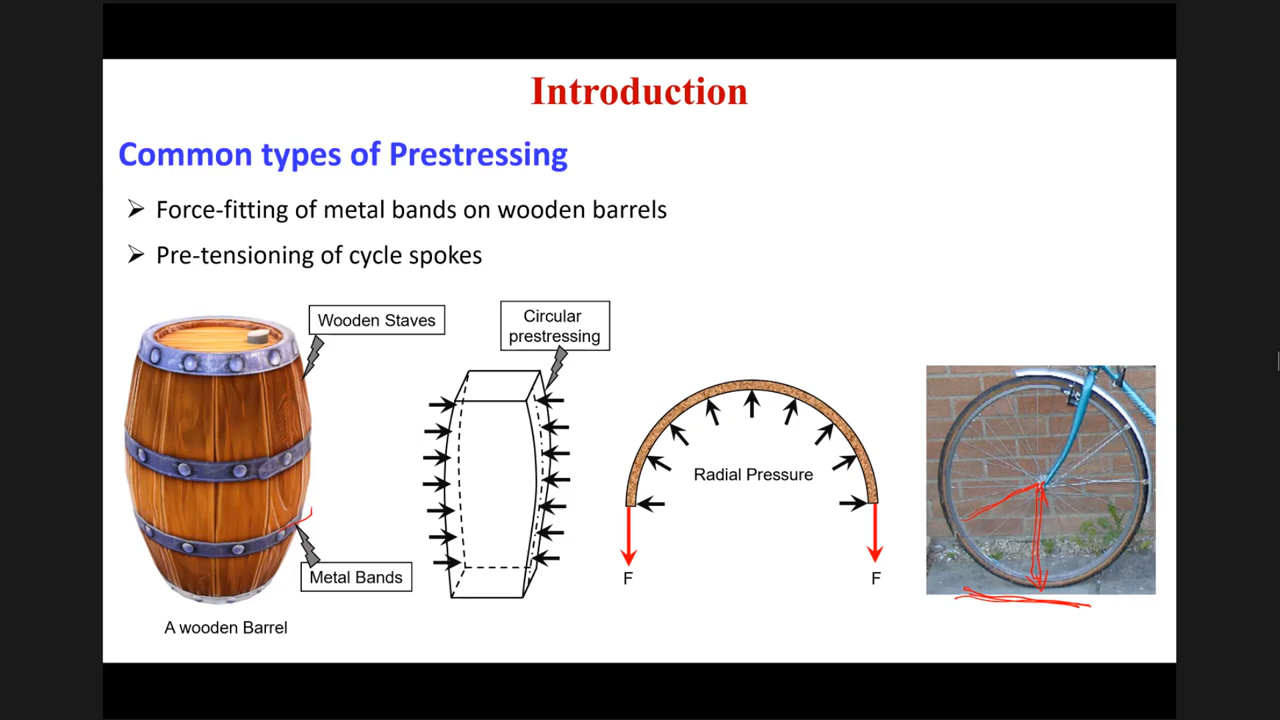 Introduction
Common types of Prestressing
➢ Force-fitting of metal bands on wooden barrels
➢ Pre-tensioning of cycle spokes
Wooden Staves
Circular
prestressing
Radial Pressure
F
F
Metal Bands
A wooden Barrel